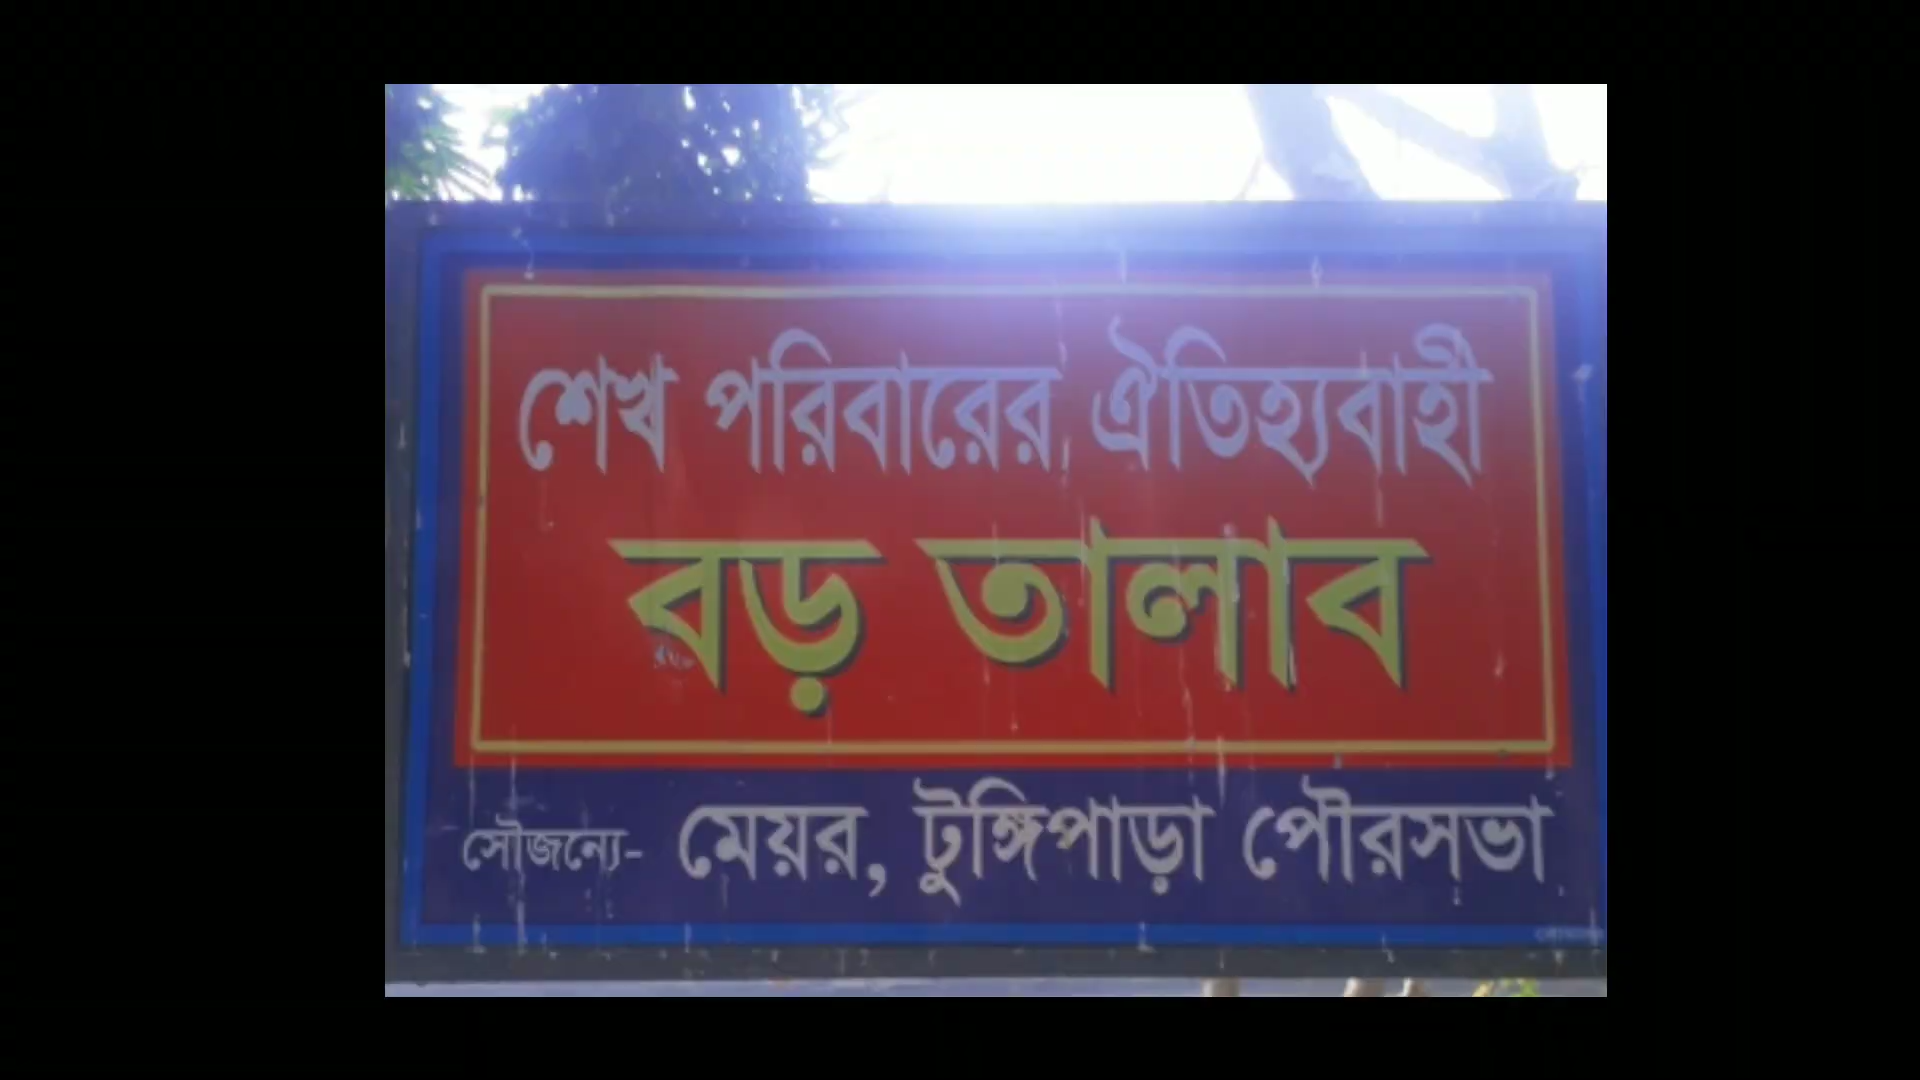 শেখ পরিবারের ঐতিহ্যবাহী
বড় তালাব
সৌজন্যে- মেয়র, টুঙ্গিপাড়া পৌরসভা